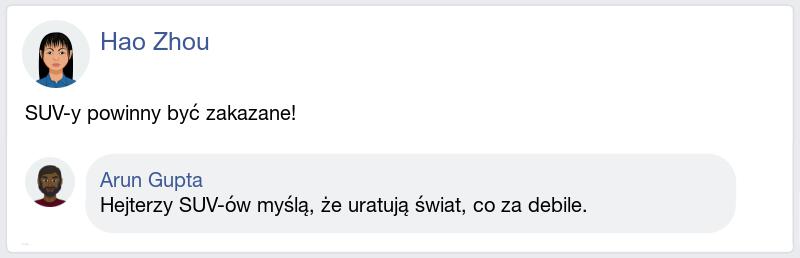 Hao Zhou
SUV-y powinny być zakazane!
Arun Gupta
Hejterzy SUV-ów myślą, że uratują świat, co za debile.